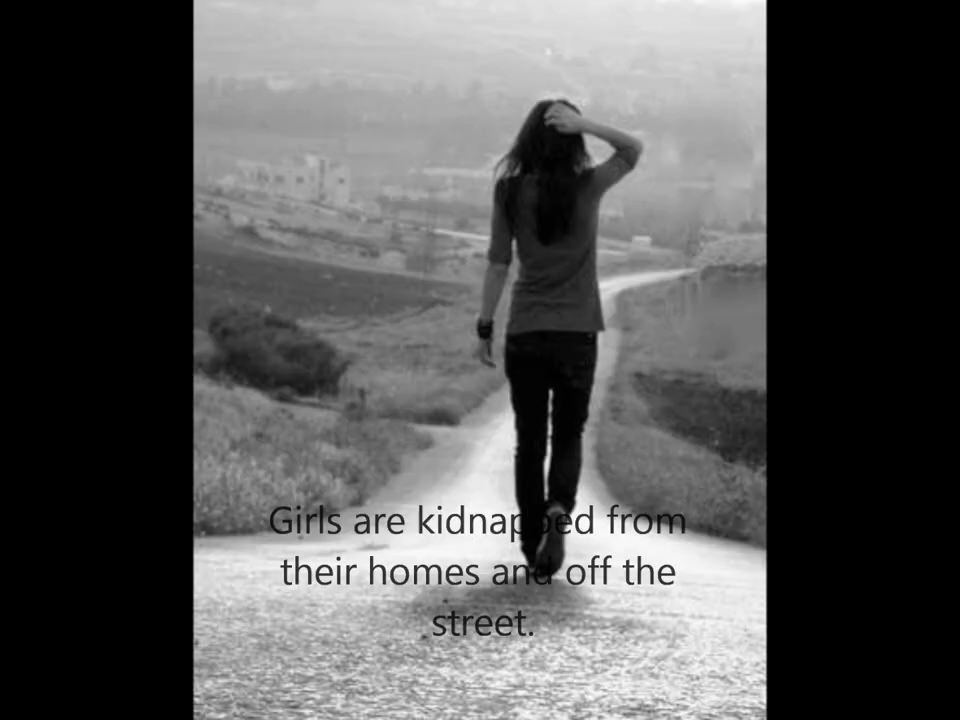 Girls are kidnapped from
their homes and off the
street.